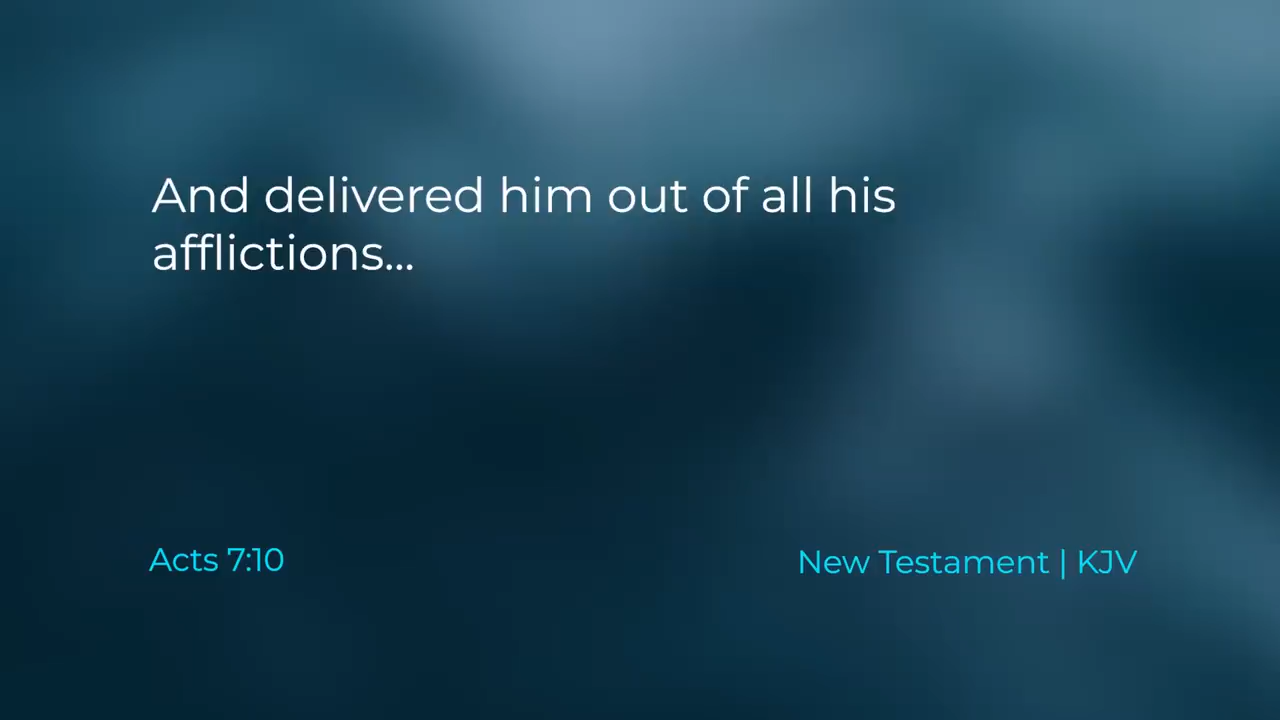 And delivered him out of all his
afflictions...
Acts 7:10
New Testament | KJV